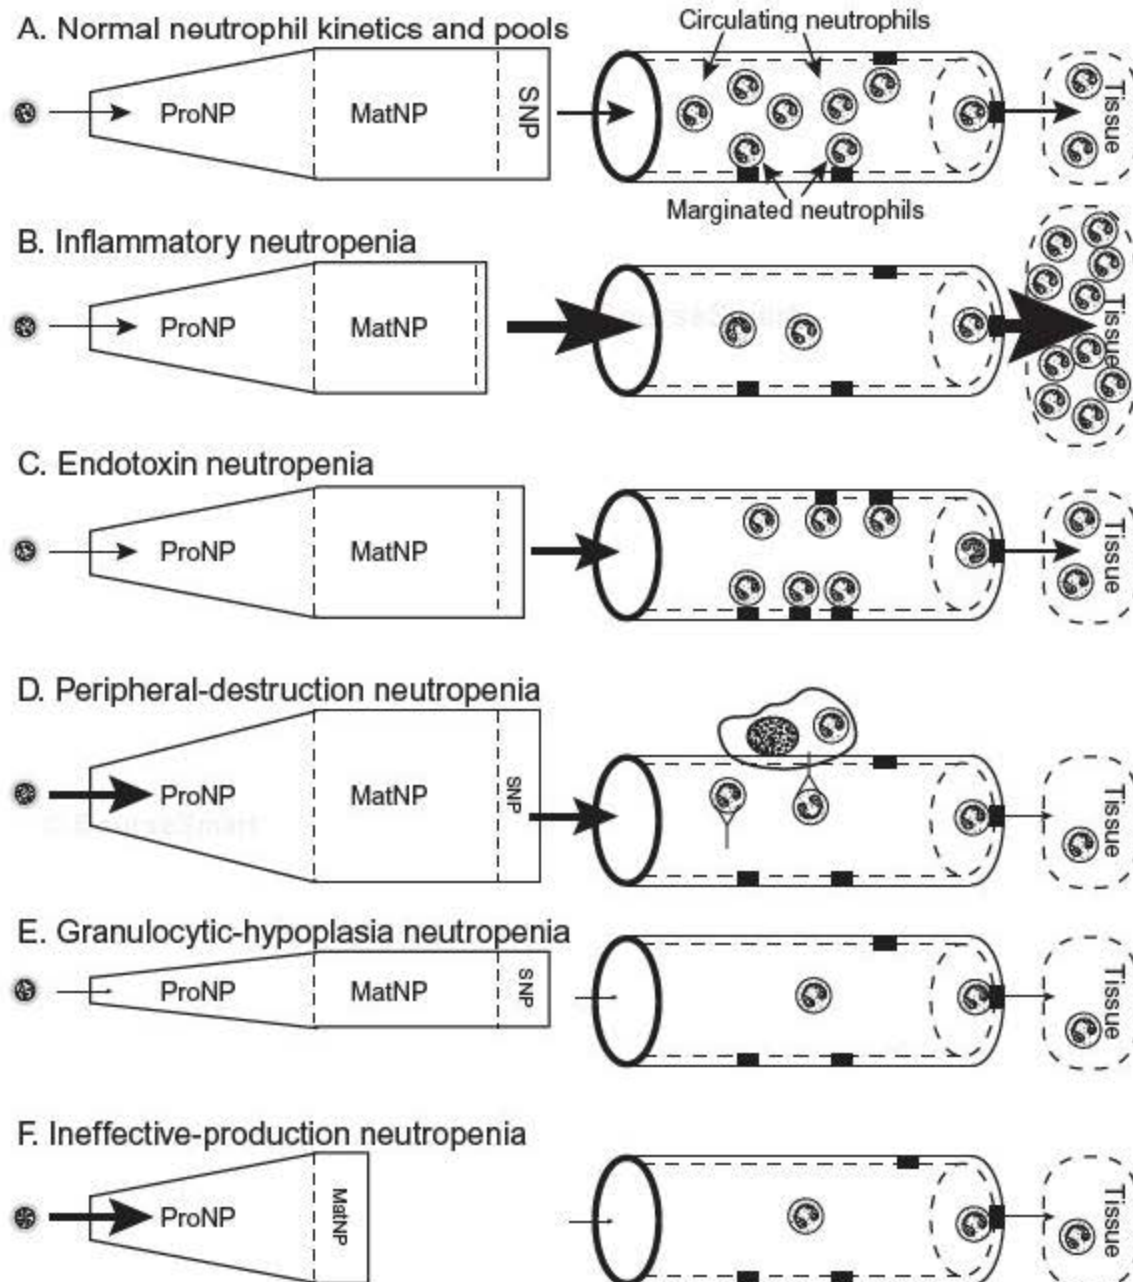 A. Normal neutrophil kinetics and pools
Circulating neutrophils
ProNP
MatNP
SNP
Tissue
Marginated neutrophils
B. Inflammatory neutropenia
ProNP
MatNP
Tissue
C. Endotoxin neutropenia
ProNP
MatNP
Tissue
D. Peripheral-destruction neutropenia
ProNP
MatNP
SNP
Tissue
E. Granulocytic-hypoplasia neutropenia
ProNP
MatNP
SNP
Tissue
F. Ineffective-production neutropenia
ProNP
MatNP
Tissue